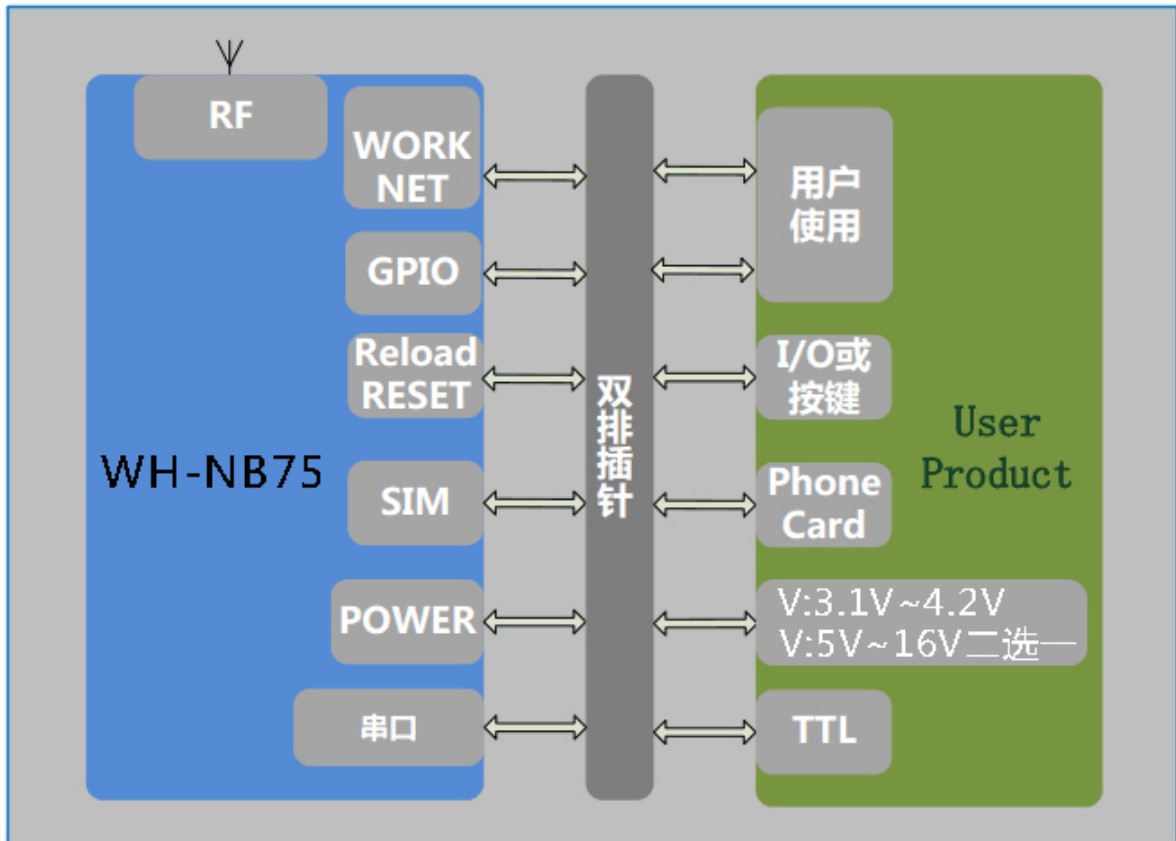 RF
WORK
NET
GPIO
Reload
RESET
WH-NB75
SIM
POWER
串口
双排插针
用户
使用
I/O或
按键
User
Product
Phone
Card
V:3.1V~4.2V
V:5V~16V二选一
TTL